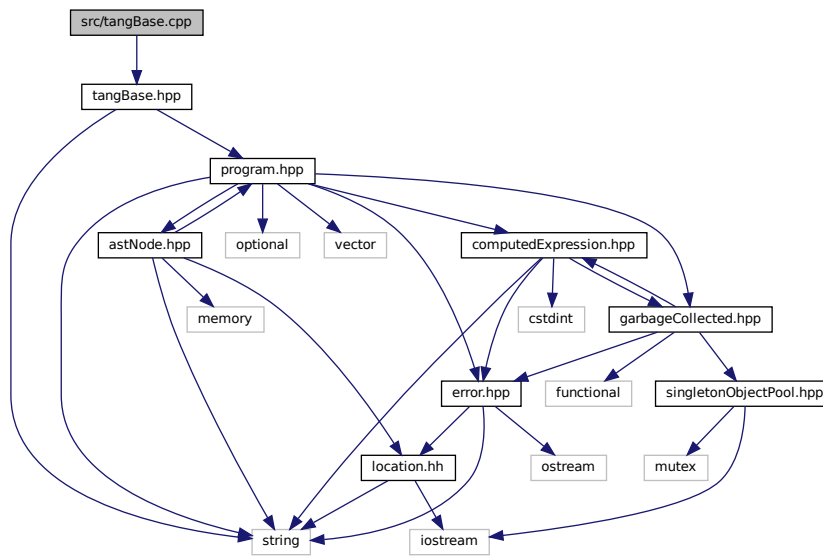 src/tangBase.cpp
tangBase.hpp
program.hpp
astNode.hpp
optional
vector
computedExpression.hpp
memory
cstdint
garbageCollected.hpp
error.hpp
functional
singletonObjectPool.hpp
location.hh
ostream
mutex
string
iostream